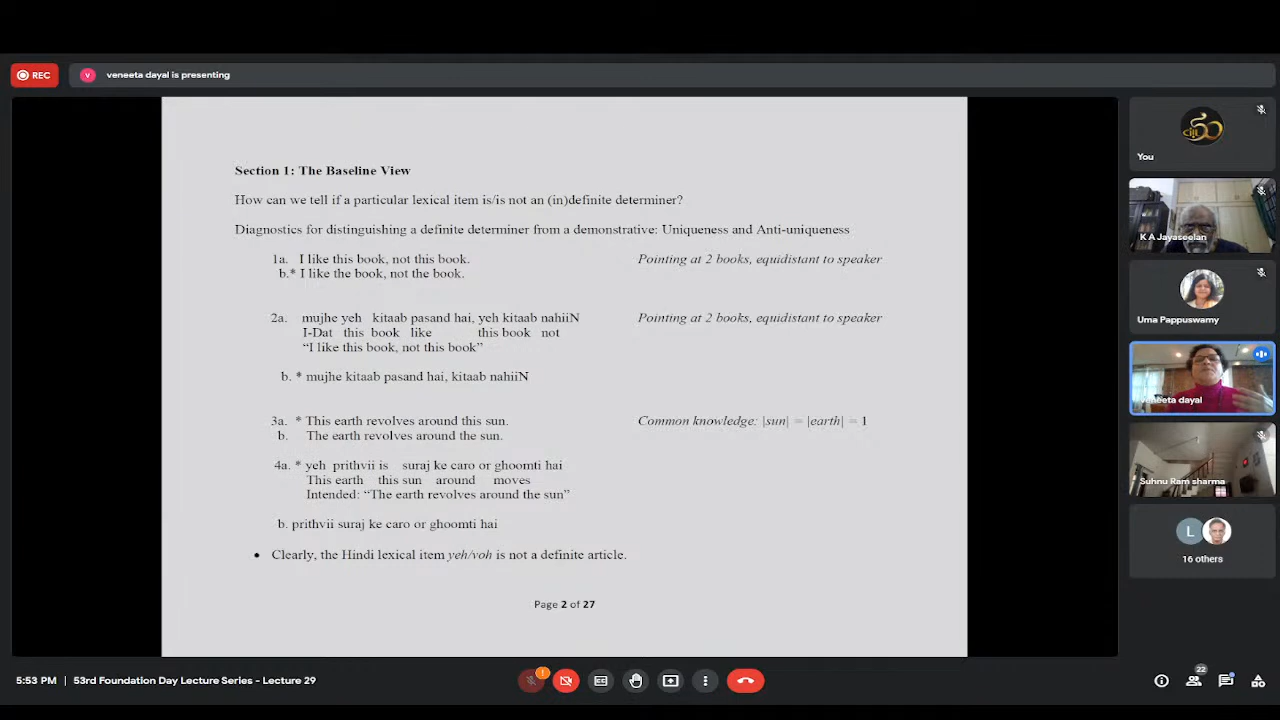 REC
v
veneeta dayal is presenting
Section 1: The Baseline View
How can we tell if a particular lexical item is/is not an (in)definite determiner?
Diagnostics for distinguishing a definite determiner from a demonstrative: Uniqueness and Anti-uniqueness
1a. I like this book, not this book. Pointing at 2 books, equidistant to speaker
b.* I like the book, not the book.
2a. mujhe yeh kitaab pasand hai, yeh kitaab nahiiN Pointing at 2 books, equidistant to speaker
I-Dat this book like this book not
“I like this book, not this book”
b. * mujhe kitaab pasand hai, kitaab nahiiN
3a. * This earth revolves around this sun. Common knowledge: |sun| = |earth| = 1
b. The earth revolves around the sun.
4a. * yeh prithvii is suraj ke caro or ghoomti hai
This earth this sun around moves
Intended: “The earth revolves around the sun”
b. prithvii suraj ke caro or ghoomti hai
• Clearly, the Hindi lexical item yeh/voh is not a definite article.
Page 2 of 27
You
K A Jayaseelan
Uma Pappuswamy
veneeta dayal
Suhnu Ram sharma
L
16 others
5:53 PM | 53rd Foundation Day Lecture Series - Lecture 29
22